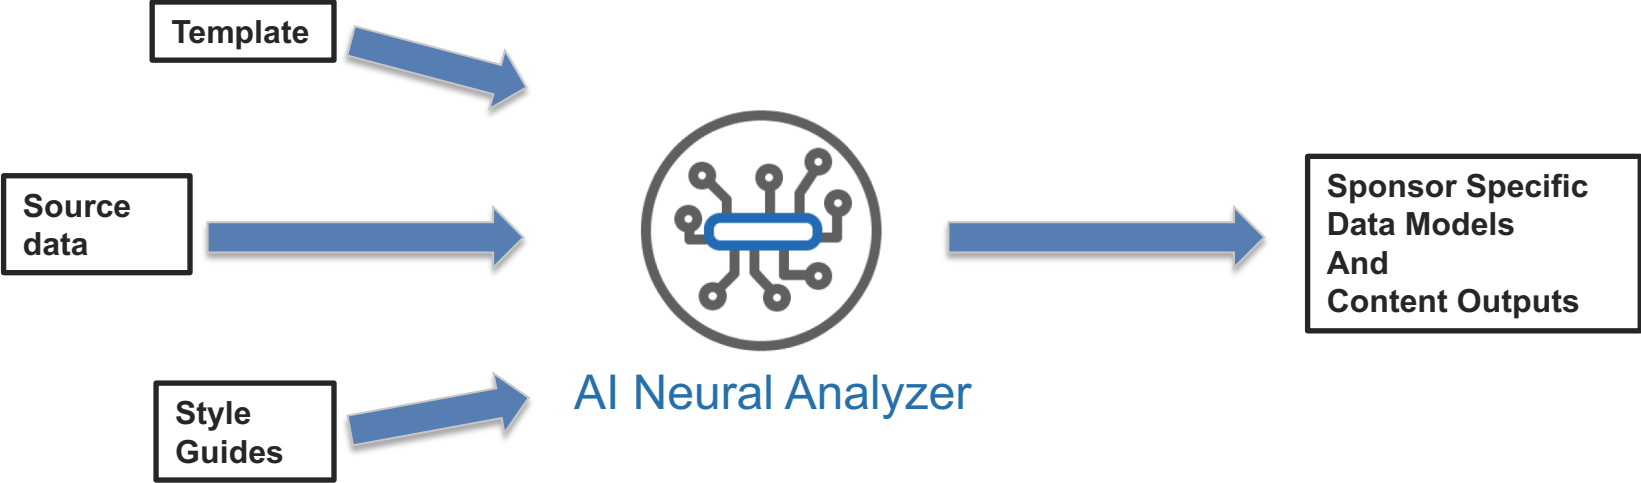 Template
Source
data
Style
Guides
AI Neural Analyzer
Sponsor Specific
Data Models
And
Content Outputs